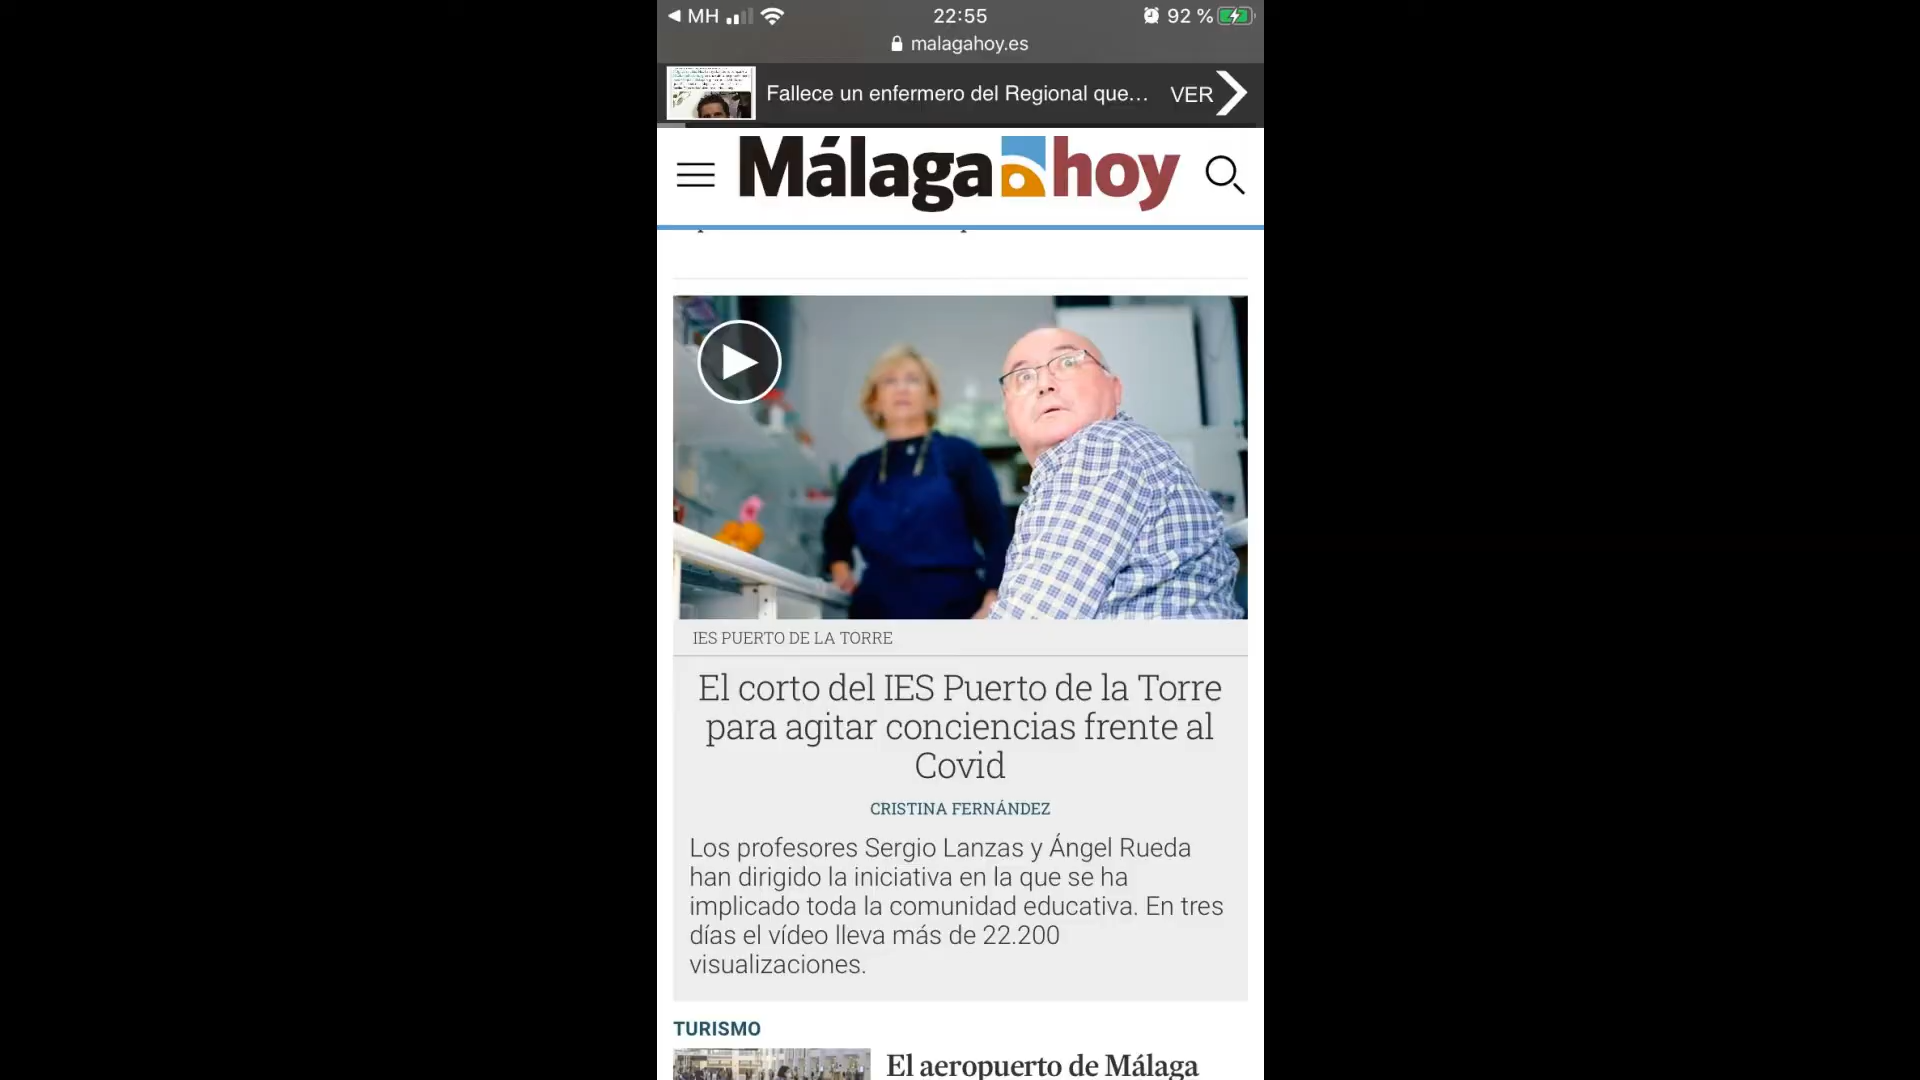 MH 22:55 92 %
malagahoy.es
Fallece un enfermero del Regional que... VER
Málaga hoy
IES PUERTO DE LA TORRE
El corto del IES Puerto de la Torre
para agitar conciencias frente al
Covid
CRISTINA FERNÁNDEZ
Los profesores Sergio Lanzas y Ángel Rueda
han dirigido la iniciativa en la que se ha
implicado toda la comunidad educativa. En tres
días el vídeo lleva más de 22.200
visualizaciones.
TURISMO
El aeropuerto de Málaga